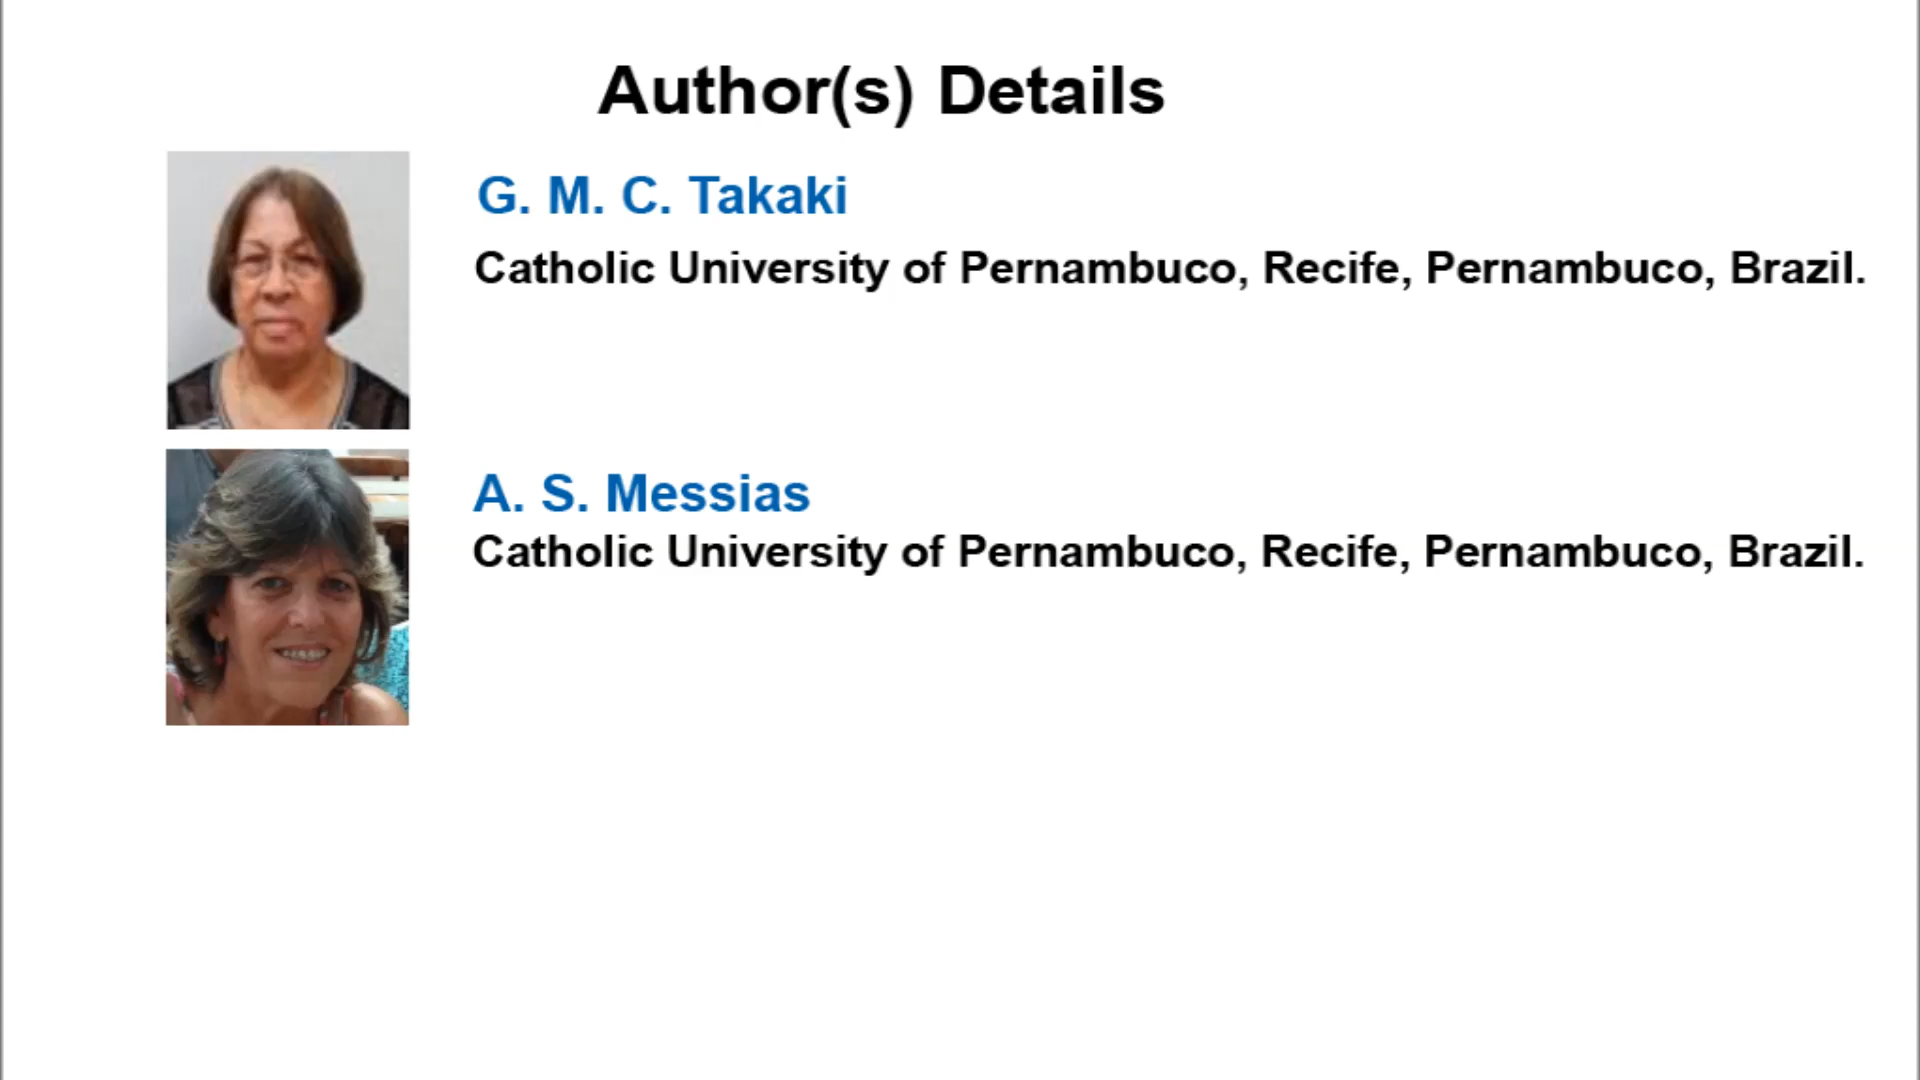 Author(s) Details
G. M. C. Takaki
Catholic University of Pernambuco, Recife, Pernambuco, Brazil.
A. S. Messias
Catholic University of Pernambuco, Recife, Pernambuco, Brazil.